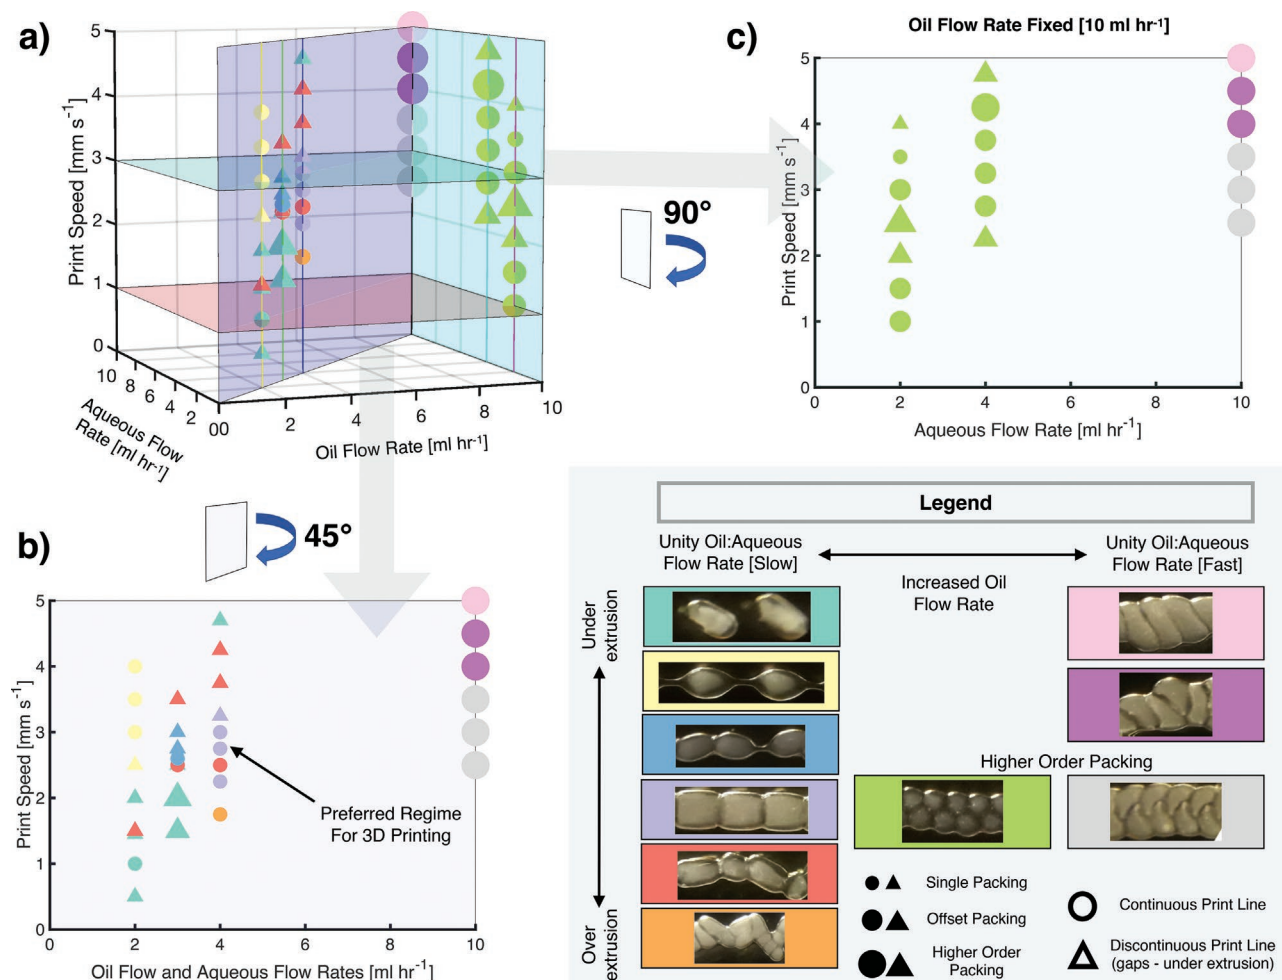 a)
5
4
3
2
1
0
Print Speed [mm s-1]
10
8
6
4
2
00
Aqueous Flow
Rate [ml hr-1]
2
4
6
8
10
Oil Flow Rate [ml hr-1]
90°
45°
c)
Oil Flow Rate Fixed [10 ml hr-1]
5
4
3
2
1
0
Print Speed [mm s-1]
0
2
4
6
8
10
Aqueous Flow Rate [ml hr-1]
b)
5
4
3
2
1
0
Print Speed [mm s-1]
Preferred Regime
For 3D Printing
0
2
4
6
8
10
Oil Flow and Aqueous Flow Rates [ml hr-1]
Legend
Unity Oil:Aqueous
Flow Rate [Slow]
Increased Oil
Flow Rate
Unity Oil:Aqueous
Flow Rate [Fast]
Under
extrusion
Over
extrusion
Higher Order Packing
Single Packing
Offset Packing
Higher Order
Packing
Continuous Print Line
Discontinuous Print Line
(gaps - under extrusion)